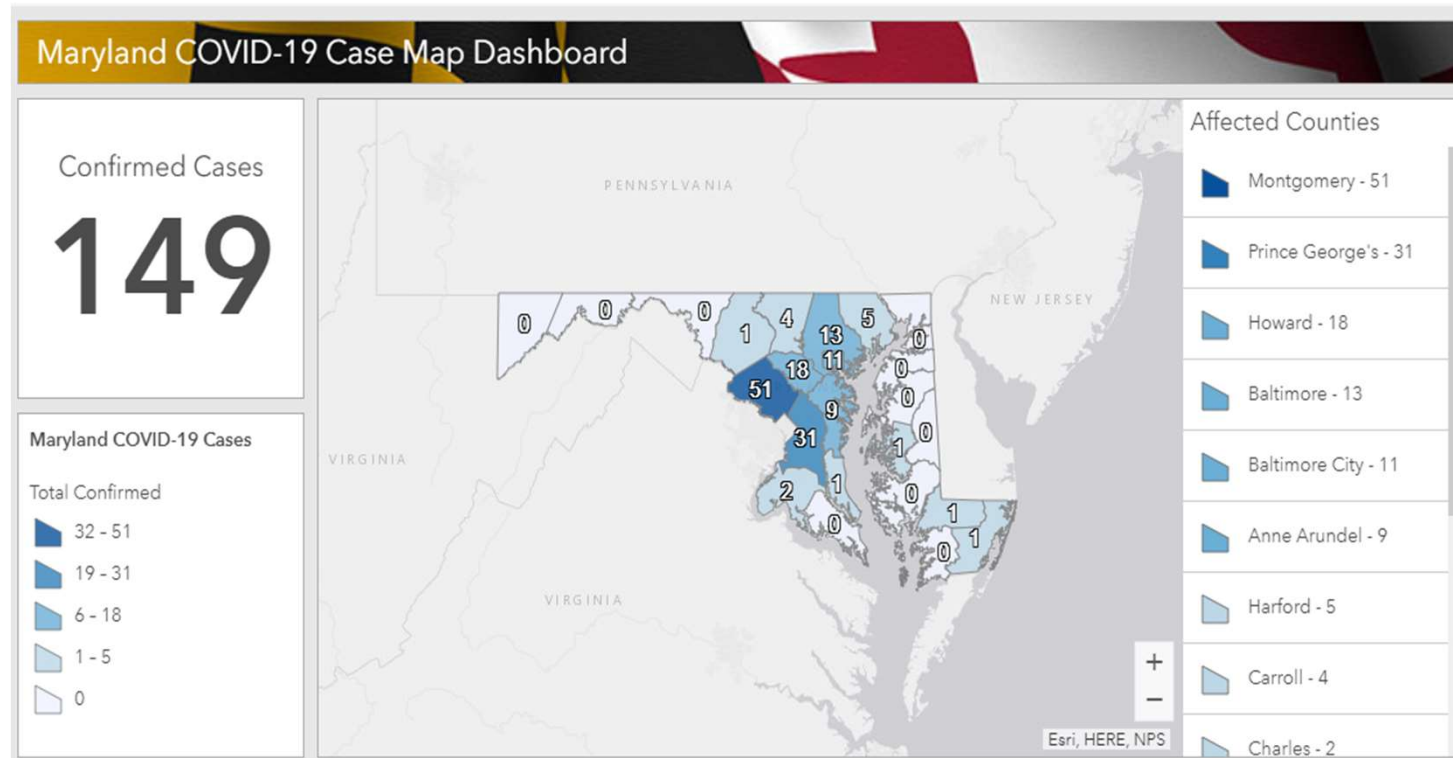 Maryland COVID-19 Case Map Dashboard
Confirmed Cases
149
Maryland COVID-19 Cases
Total Confirmed
32 - 51
19 - 31
6 - 18
1 - 5
0
PENNSYLVANIA
NEW JERSEY
VIRGINIA
VIRGINIA
0
0
0
1
4
13
5
0
11
18
0
51
0
9
31
0
1
2
1
0
0
1
1
0
+
−
Esri, HERE, NPS
Affected Counties
Montgomery - 51
Prince George's - 31
Howard - 18
Baltimore - 13
Baltimore City - 11
Anne Arundel - 9
Harford - 5
Carroll - 4
Charles - 2